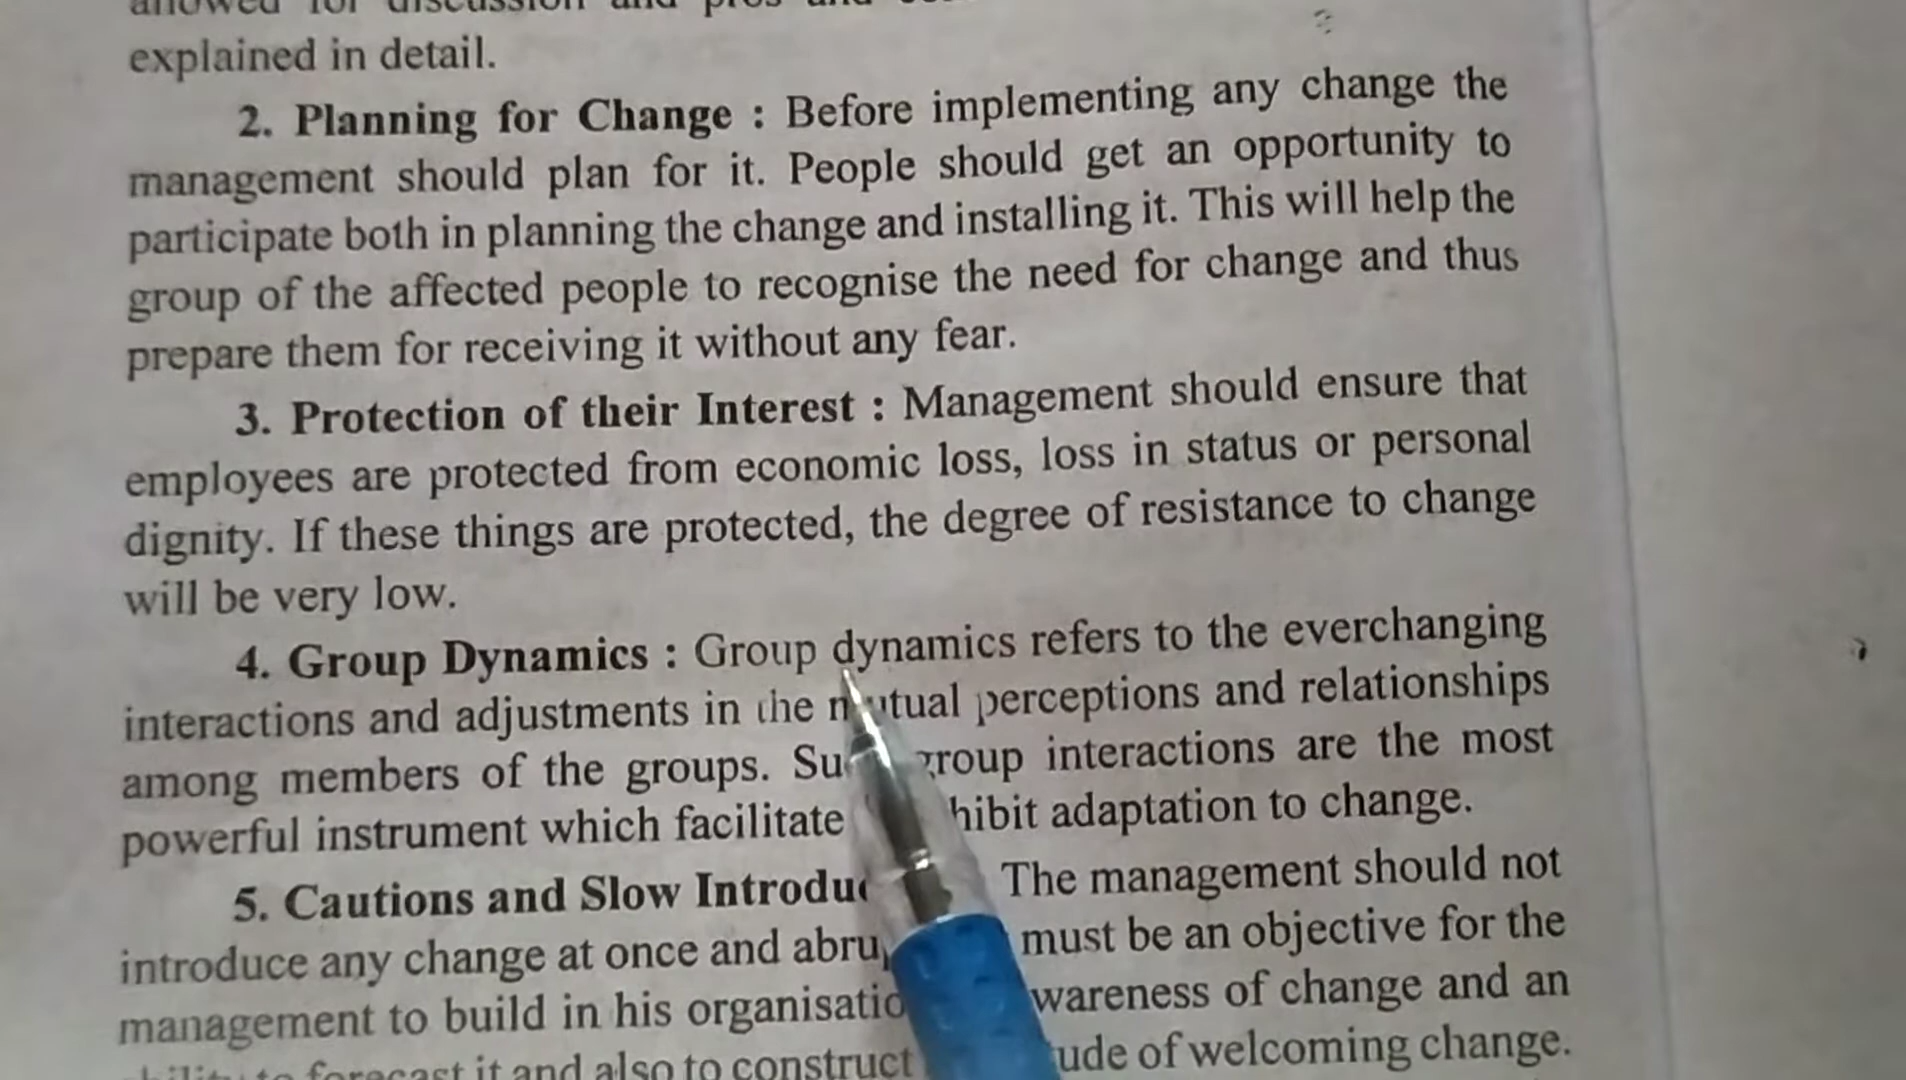 allowed for discussion and pros and
explained in detail.
2. Planning for Change : Before implementing any change the
management should plan for it. People should get an opportunity to
participate both in planning the change and installing it. This will help the
group of the affected people to recognise the need for change and thus
prepare them for receiving it without any fear.
3. Protection of their Interest : Management should ensure that
employees are protected from economic loss, loss in status or personal
dignity. If these things are protected, the degree of resistance to change
will be very low.
4. Group Dynamics : Group dynamics refers to the everchanging
interactions and adjustments in the mutual perceptions and relationships
among members of the groups. group interactions are the most
powerful instrument which facilitate adaptation to change.
5. Cautions and Slow The management should not
introduce any change at once and must be an objective for the
management to build in his of change and an
to forecast it and also to construct of welcoming change.